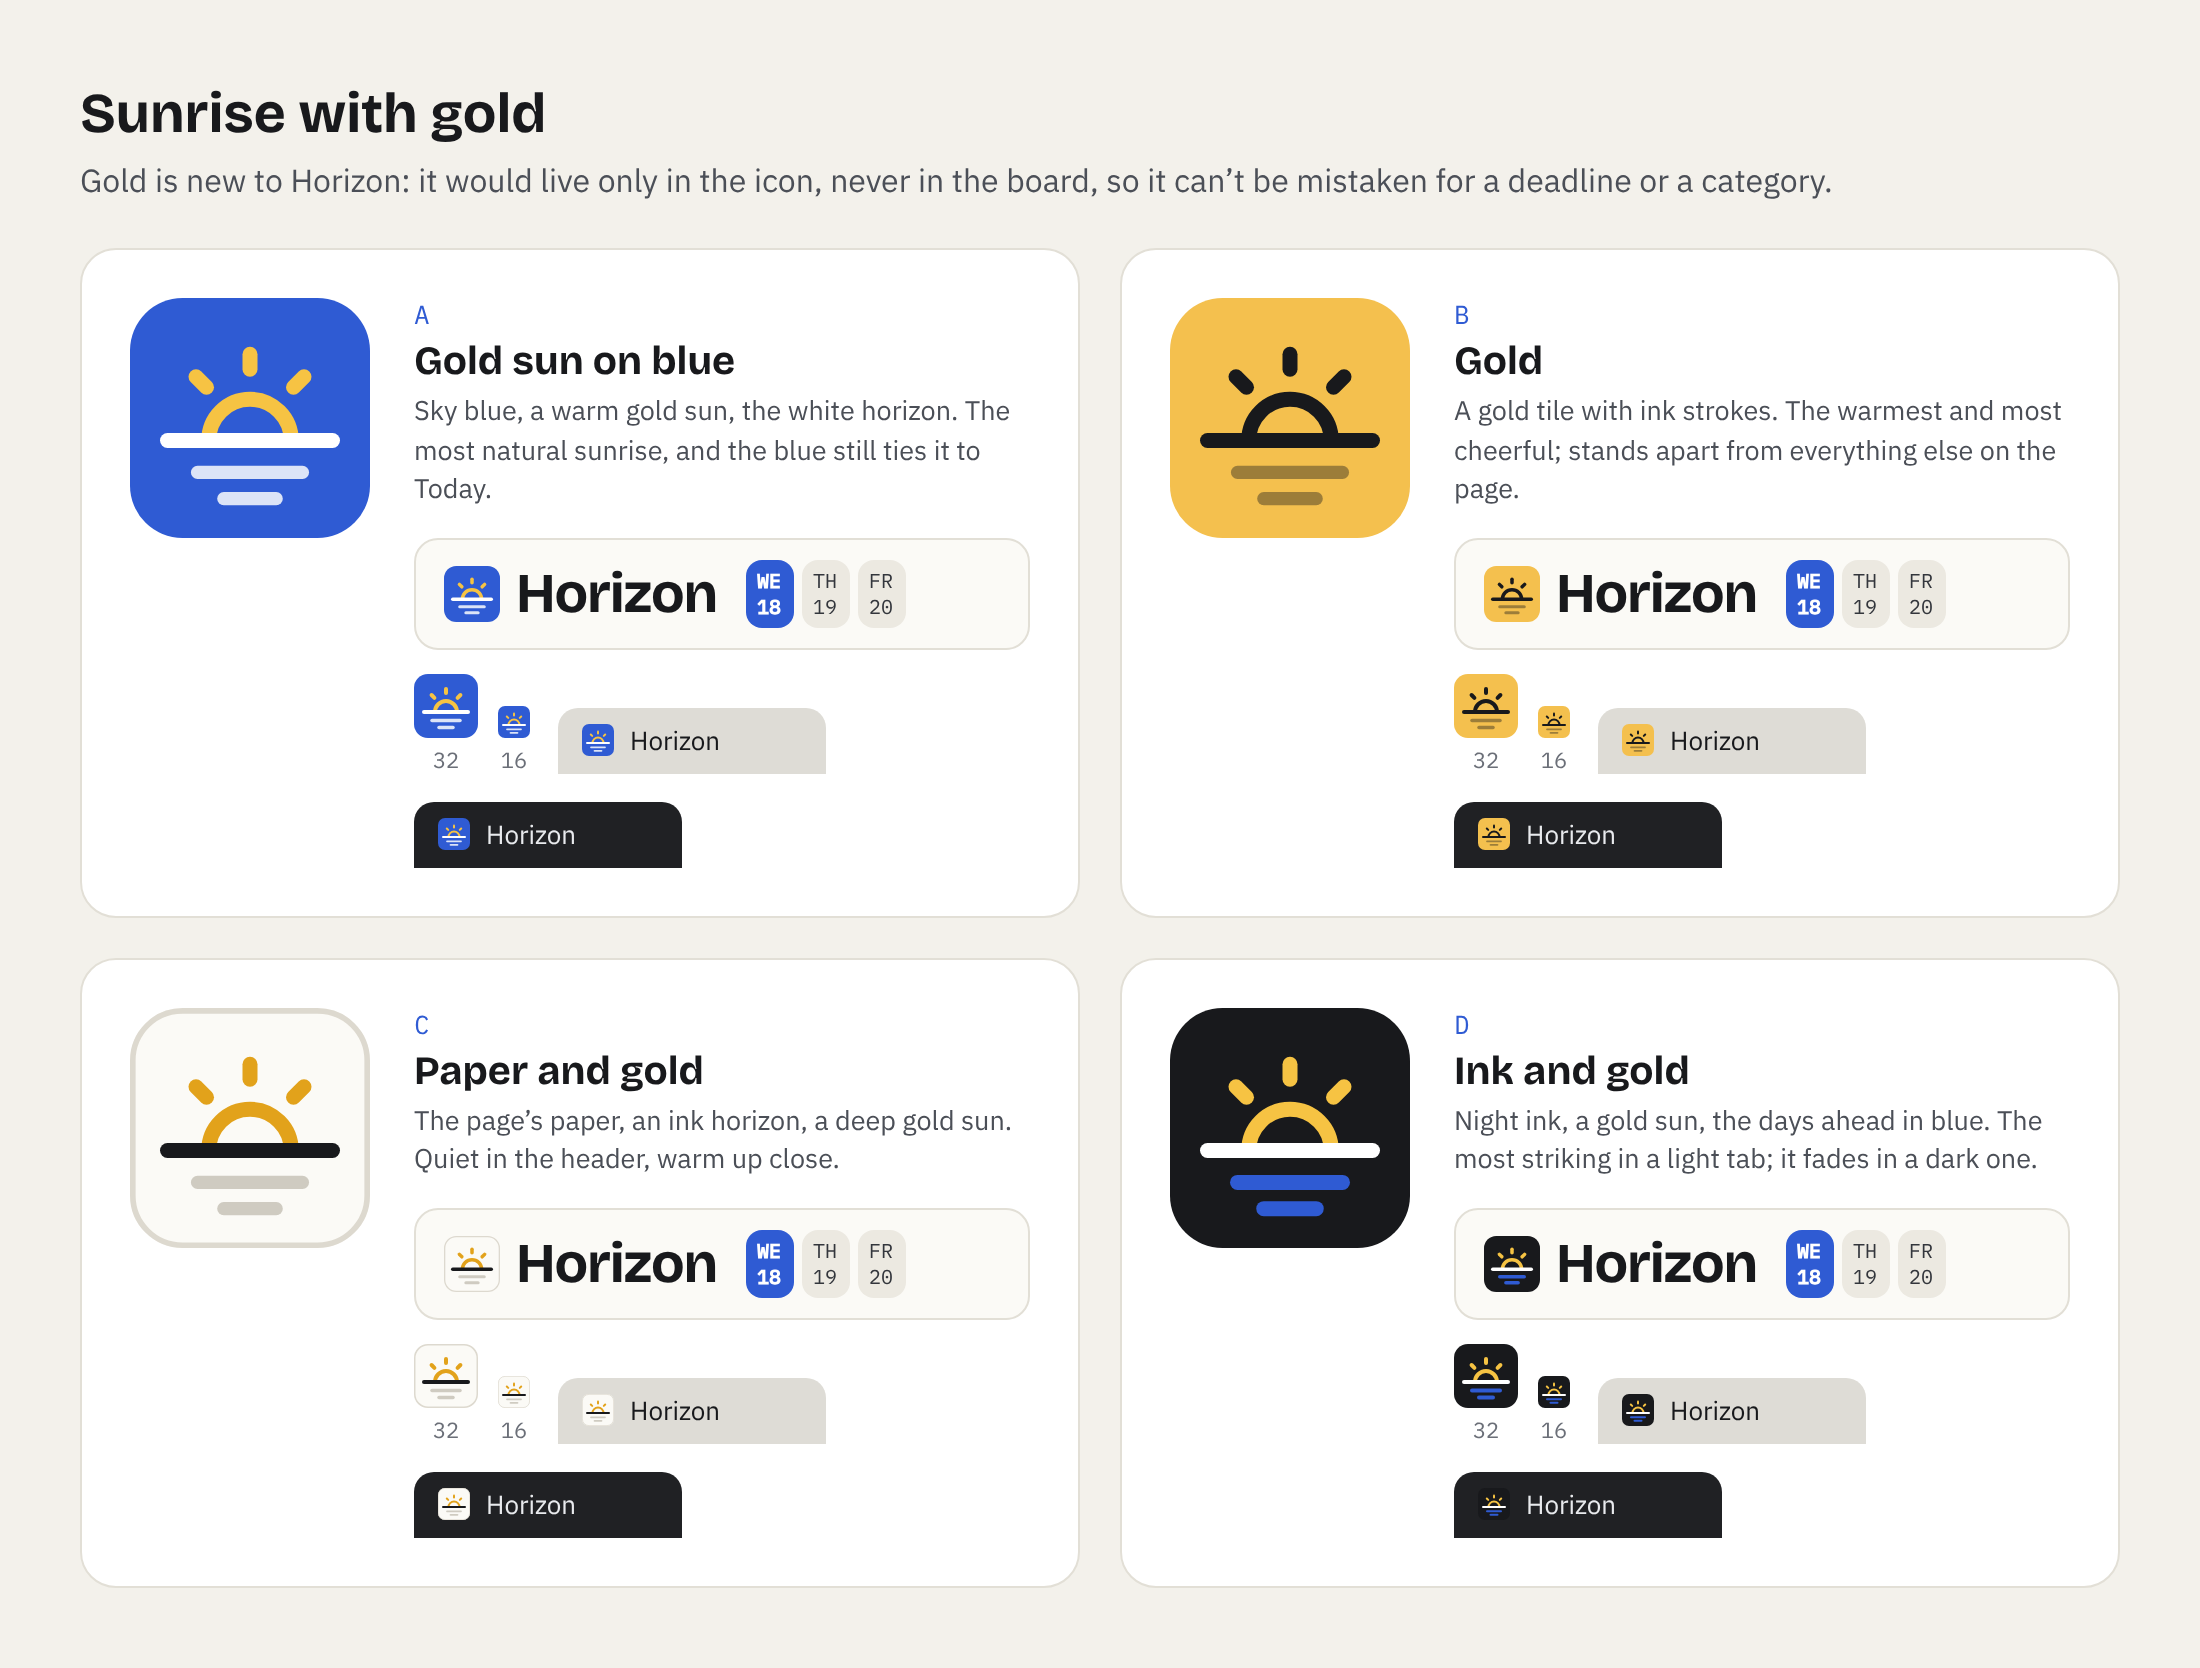 Sunrise with gold
Gold is new to Horizon: it would live only in the icon, never in the board, so it can’t be mistaken for a deadline or a category.
A
Gold sun on blue
Sky blue, a warm gold sun, the white horizon. The
most natural sunrise, and the blue still ties it to
Today.
Horizon
WE TH FR
18 19 20
Horizon
32 16
Horizon
B
Gold
A gold tile with ink strokes. The warmest and most
cheerful; stands apart from everything else on the
page.
Horizon
WE TH FR
18 19 20
Horizon
32 16
Horizon
C
Paper and gold
The page’s paper, an ink horizon, a deep gold sun.
Quiet in the header, warm up close.
Horizon
WE TH FR
18 19 20
Horizon
32 16
Horizon
D
Ink and gold
Night ink, a gold sun, the days ahead in blue. The
most striking in a light tab; it fades in a dark one.
Horizon
WE TH FR
18 19 20
Horizon
32 16
Horizon